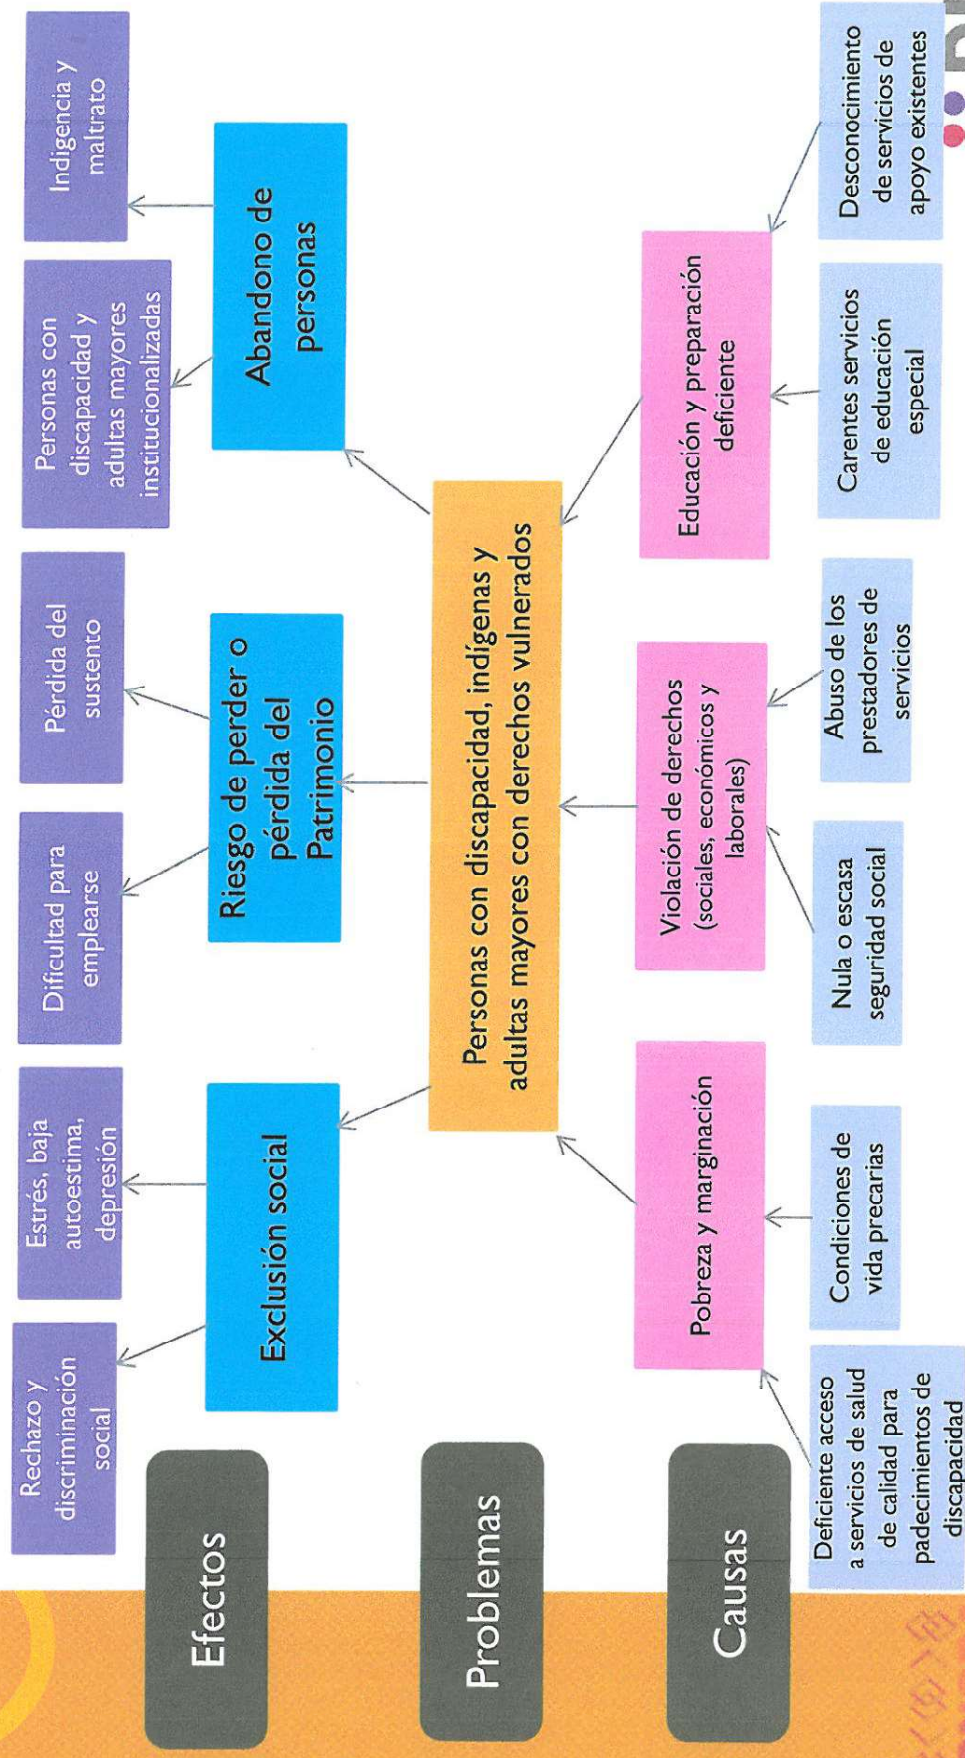 Efectos
Rechazo y
discriminación
social
Estrés, baja
autoestima,
depresión
Dificultad para
emplearse
Pérdida del
sustento
Personas con
discapacidad y
adultas mayores
institucionalizadas
Indigencia y
maltrato
Exclusión social
Riesgo de perder o
pérdida del
Patrimonio
Abandono de
personas
Problemas
Personas con discapacidad, indígenas y
adultas mayores con derechos vulnerados
Causas
Pobreza y marginación
Violación de derechos
(sociales, económicos y
laborales)
Educación y preparación
deficiente
Deficiente acceso
a servicios de salud
de calidad para
padecimientos de
discapacidad
Condiciones de
vida precarias
Nula o escasa
seguridad social
Abuso de los
prestadores de
servicios
Carentes servicios
de educación
especial
Desconocimiento
de servicios de
apoyo existentes